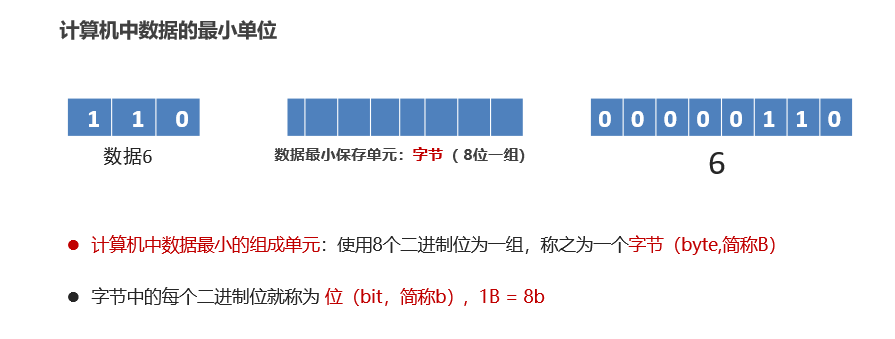 计算机中数据的最小单位
1 1 0
0 0 0 0 0 1 1 0
数据6
数据最小保存单元：字节（ 8位一组)
6
计算机中数据最小的组成单元：使用8个二进制位为一组，称之为一个字节（byte,简称B）
字节中的每个二进制位就称为 位（bit，简称b），1B = 8b